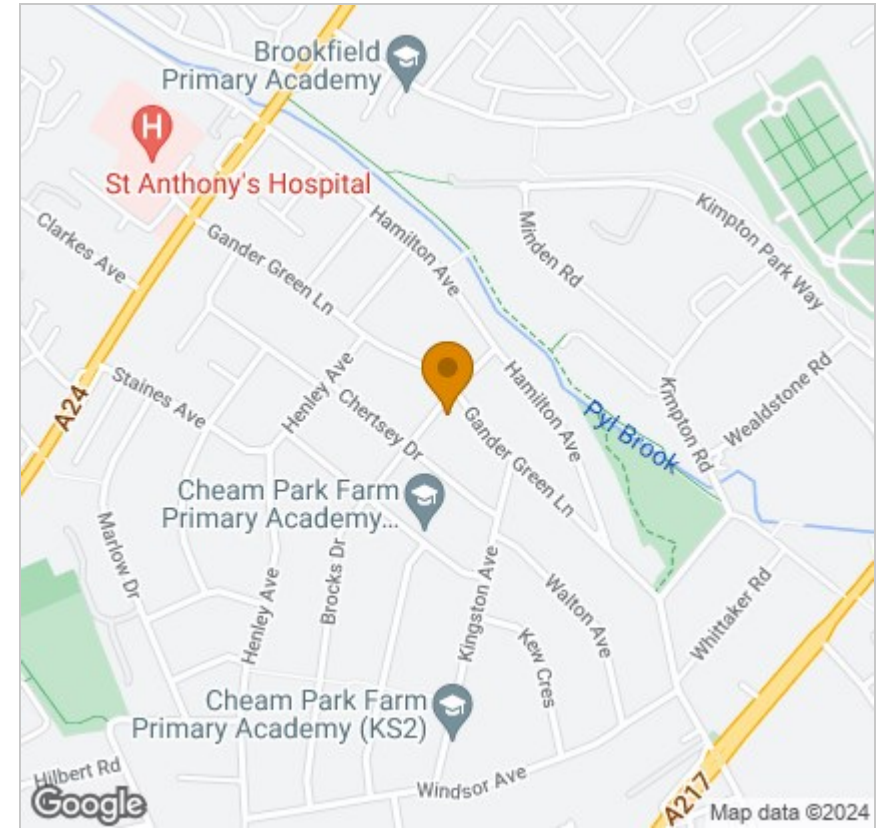 Brookfield
Primary Academy
H
St Anthony's Hospital
Clarkes Ave
Gander Green Ln
Hamilton Ave
Minden Rd
Kimpton Park Way
A24
Staines Ave
Henley Ave
Chertsey Dr
Hamilton Ave
Gander Green Ln
Pyl Brook
Kimpton Rd
Wealdstone Rd
Cheam Park Farm
Primary Academy...
Marlow Dr
Henley Ave
Brocks Dr
Kingston Ave
Walton Ave
Kew Cres
Whittaker Rd
Cheam Park Farm
Primary Academy (KS2)
Hilbert Rd
Windsor Ave
A217
Google
Map data ©2024